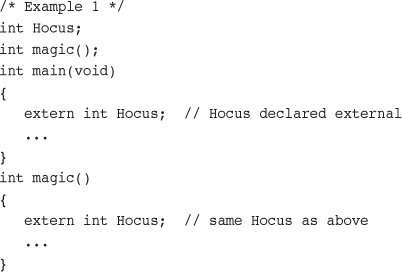 /* Example 1 */
int Hocus;
int magic();
int main(void)
{
   extern int Hocus;  // Hocus declared external
   ...
}
int magic()
{
   extern int Hocus;  // same Hocus as above
   ...
}